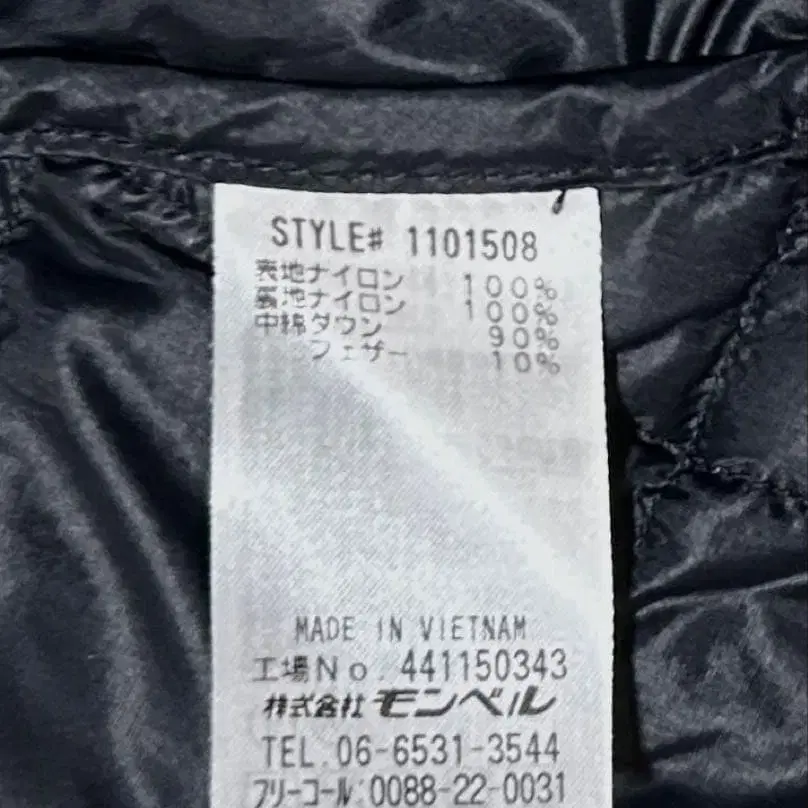 STYLE# 1101508
表地ナイロン 100%
裏地ナイロン 100%
中綿ダウン 90%
フェザー 10%
MADE IN VIETNAM
工場No. 441150343
株式会社モンベル
TEL.06-6531-3544
フリーコール:0088-22-0031